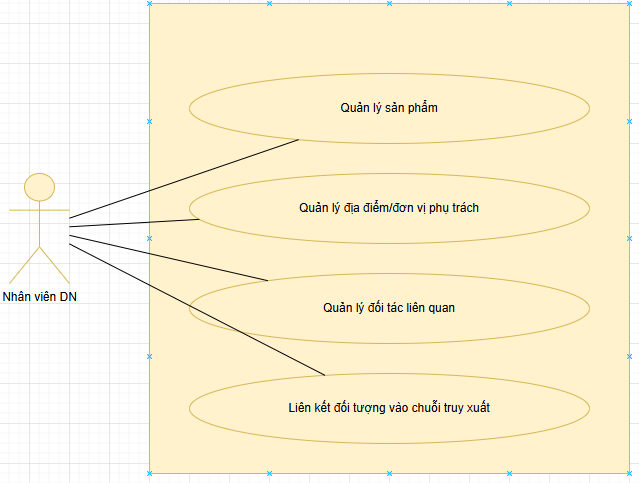 Quản lý sản phẩm
Quản lý địa điểm/đơn vị phụ trách
Nhân viên DN
Quản lý đối tác liên quan
Liên kết đối tượng vào chuỗi truy xuất